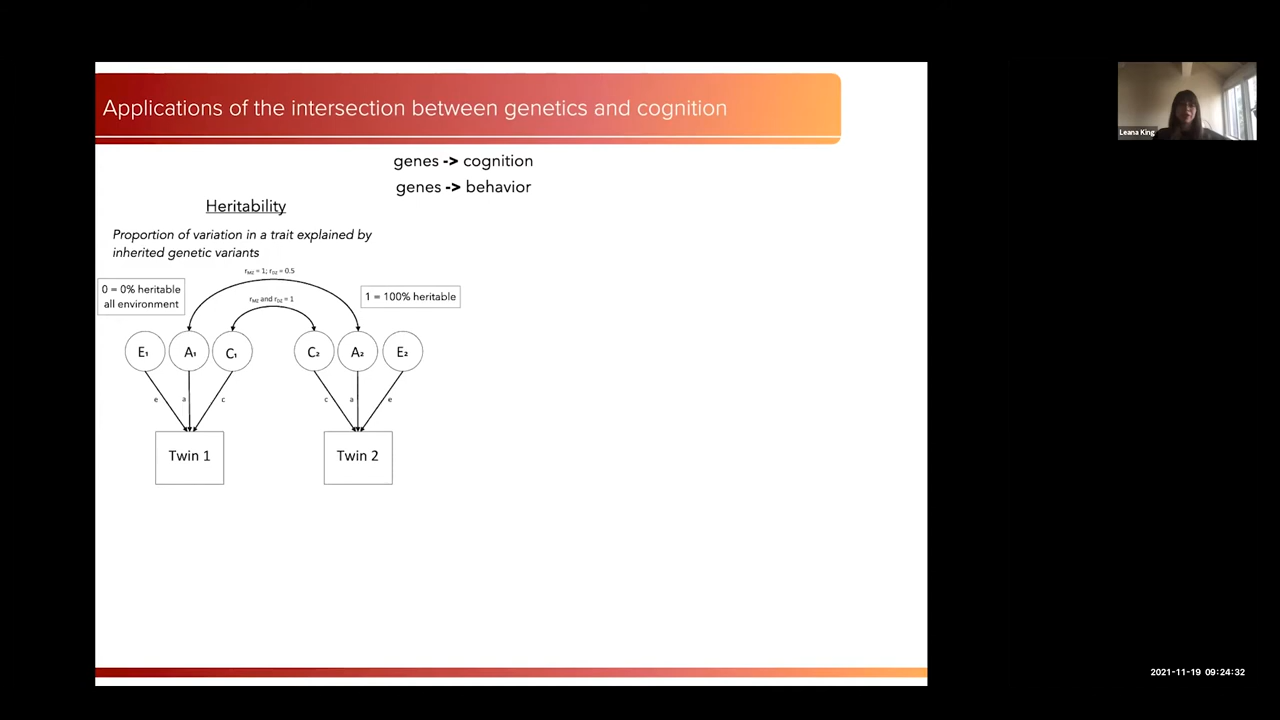 Applications of the intersection between genetics and cognition
genes -> cognition
genes -> behavior
Heritability
Proportion of variation in a trait explained by
inherited genetic variants
r_MZ = 1; r_DZ = 0.5
0 = 0% heritable
all environment
r_MZ and r_DZ = 1
1 = 100% heritable
E₁ A₁ C₁ C₂ A₂ E₂
e a c c a e
Twin 1 Twin 2
Leana King
2021-11-19 09:24:32